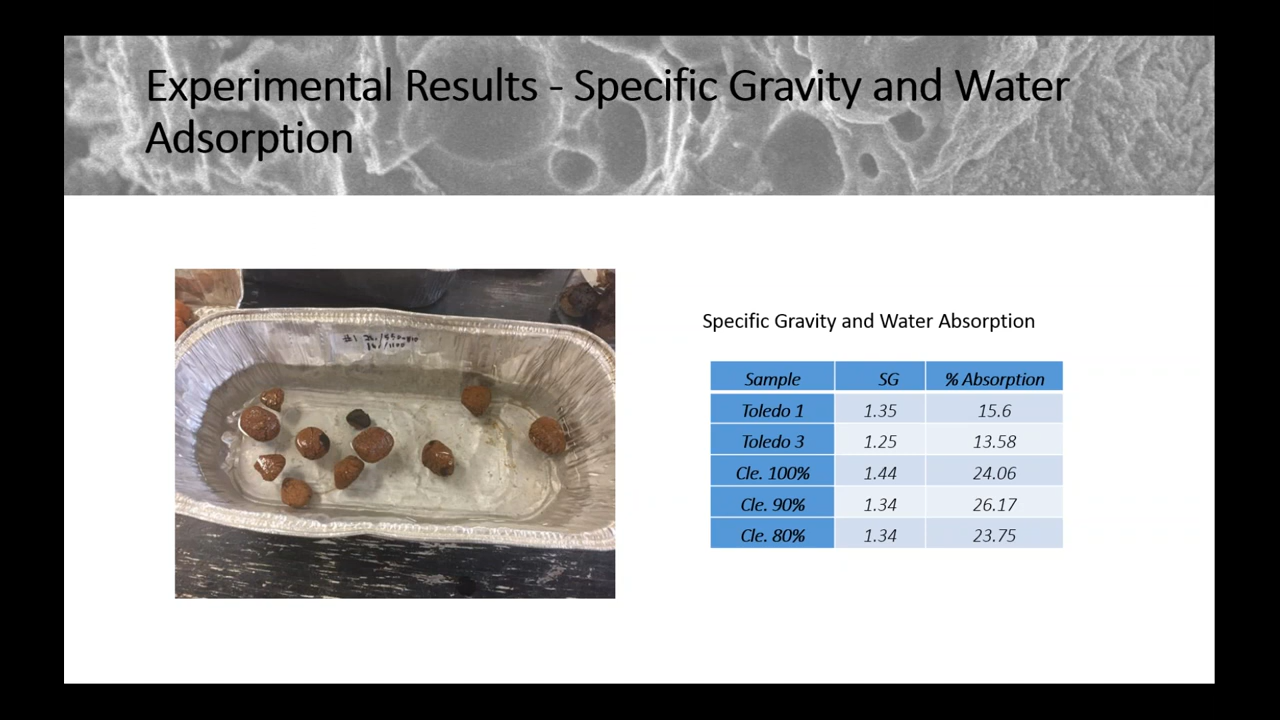 Experimental Results - Specific Gravity and Water
Adsorption
Specific Gravity and Water Absorption
Sample SG % Absorption
Toledo 1 1.35 15.6
Toledo 3 1.25 13.58
Cle. 100% 1.44 24.06
Cle. 90% 1.34 26.17
Cle. 80% 1.34 23.75